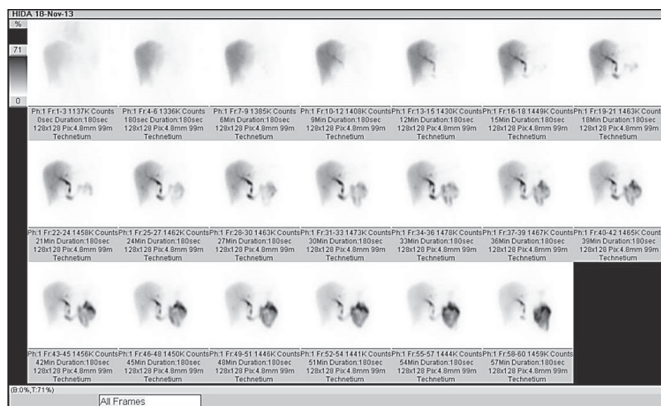 HIDA 18-Nov-13
%
71
0
Ph:1 Fr:1-3 1137K Counts
0sec Duration:180sec
128x128 Pix:4.8mm 99m
Technetium
Ph:1 Fr:4-6 1336K Counts
180sec Duration:180sec
128x128 Pix:4.8mm 99m
Technetium
Ph:1 Fr:7-9 1385K Counts
6Min Duration:180sec
128x128 Pix:4.8mm 99m
Technetium
Ph:1 Fr:10-12 1408K Counts
9Min Duration:180sec
128x128 Pix:4.8mm 99m
Technetium
Ph:1 Fr:13-15 1430K Counts
12Min Duration:180sec
128x128 Pix:4.8mm 99m
Technetium
Ph:1 Fr:16-18 1449K Counts
15Min Duration:180sec
128x128 Pix:4.8mm 99m
Technetium
Ph:1 Fr:19-21 1463K Counts
18Min Duration:180sec
128x128 Pix:4.8mm 99m
Technetium
Ph:1 Fr:22-24 1458K Counts
21Min Duration:180sec
128x128 Pix:4.8mm 99m
Technetium
Ph:1 Fr:25-27 1462K Counts
24Min Duration:180sec
128x128 Pix:4.8mm 99m
Technetium
Ph:1 Fr:28-30 1463K Counts
27Min Duration:180sec
128x128 Pix:4.8mm 99m
Technetium
Ph:1 Fr:31-33 1473K Counts
30Min Duration:180sec
128x128 Pix:4.8mm 99m
Technetium
Ph:1 Fr:34-36 1478K Counts
33Min Duration:180sec
128x128 Pix:4.8mm 99m
Technetium
Ph:1 Fr:37-39 1467K Counts
36Min Duration:180sec
128x128 Pix:4.8mm 99m
Technetium
Ph:1 Fr:40-42 1465K Counts
39Min Duration:180sec
128x128 Pix:4.8mm 99m
Technetium
Ph:1 Fr:43-45 1456K Counts
42Min Duration:180sec
128x128 Pix:4.8mm 99m
Technetium
Ph:1 Fr:46-48 1450K Counts
45Min Duration:180sec
128x128 Pix:4.8mm 99m
Technetium
Ph:1 Fr:49-51 1446K Counts
48Min Duration:180sec
128x128 Pix:4.8mm 99m
Technetium
Ph:1 Fr:52-54 1441K Counts
51Min Duration:180sec
128x128 Pix:4.8mm 99m
Technetium
Ph:1 Fr:55-57 1444K Counts
54Min Duration:180sec
128x128 Pix:4.8mm 99m
Technetium
Ph:1 Fr:58-60 1459K Counts
57Min Duration:180sec
128x128 Pix:4.8mm 99m
Technetium
(B:0%,T:71%)
All Frames